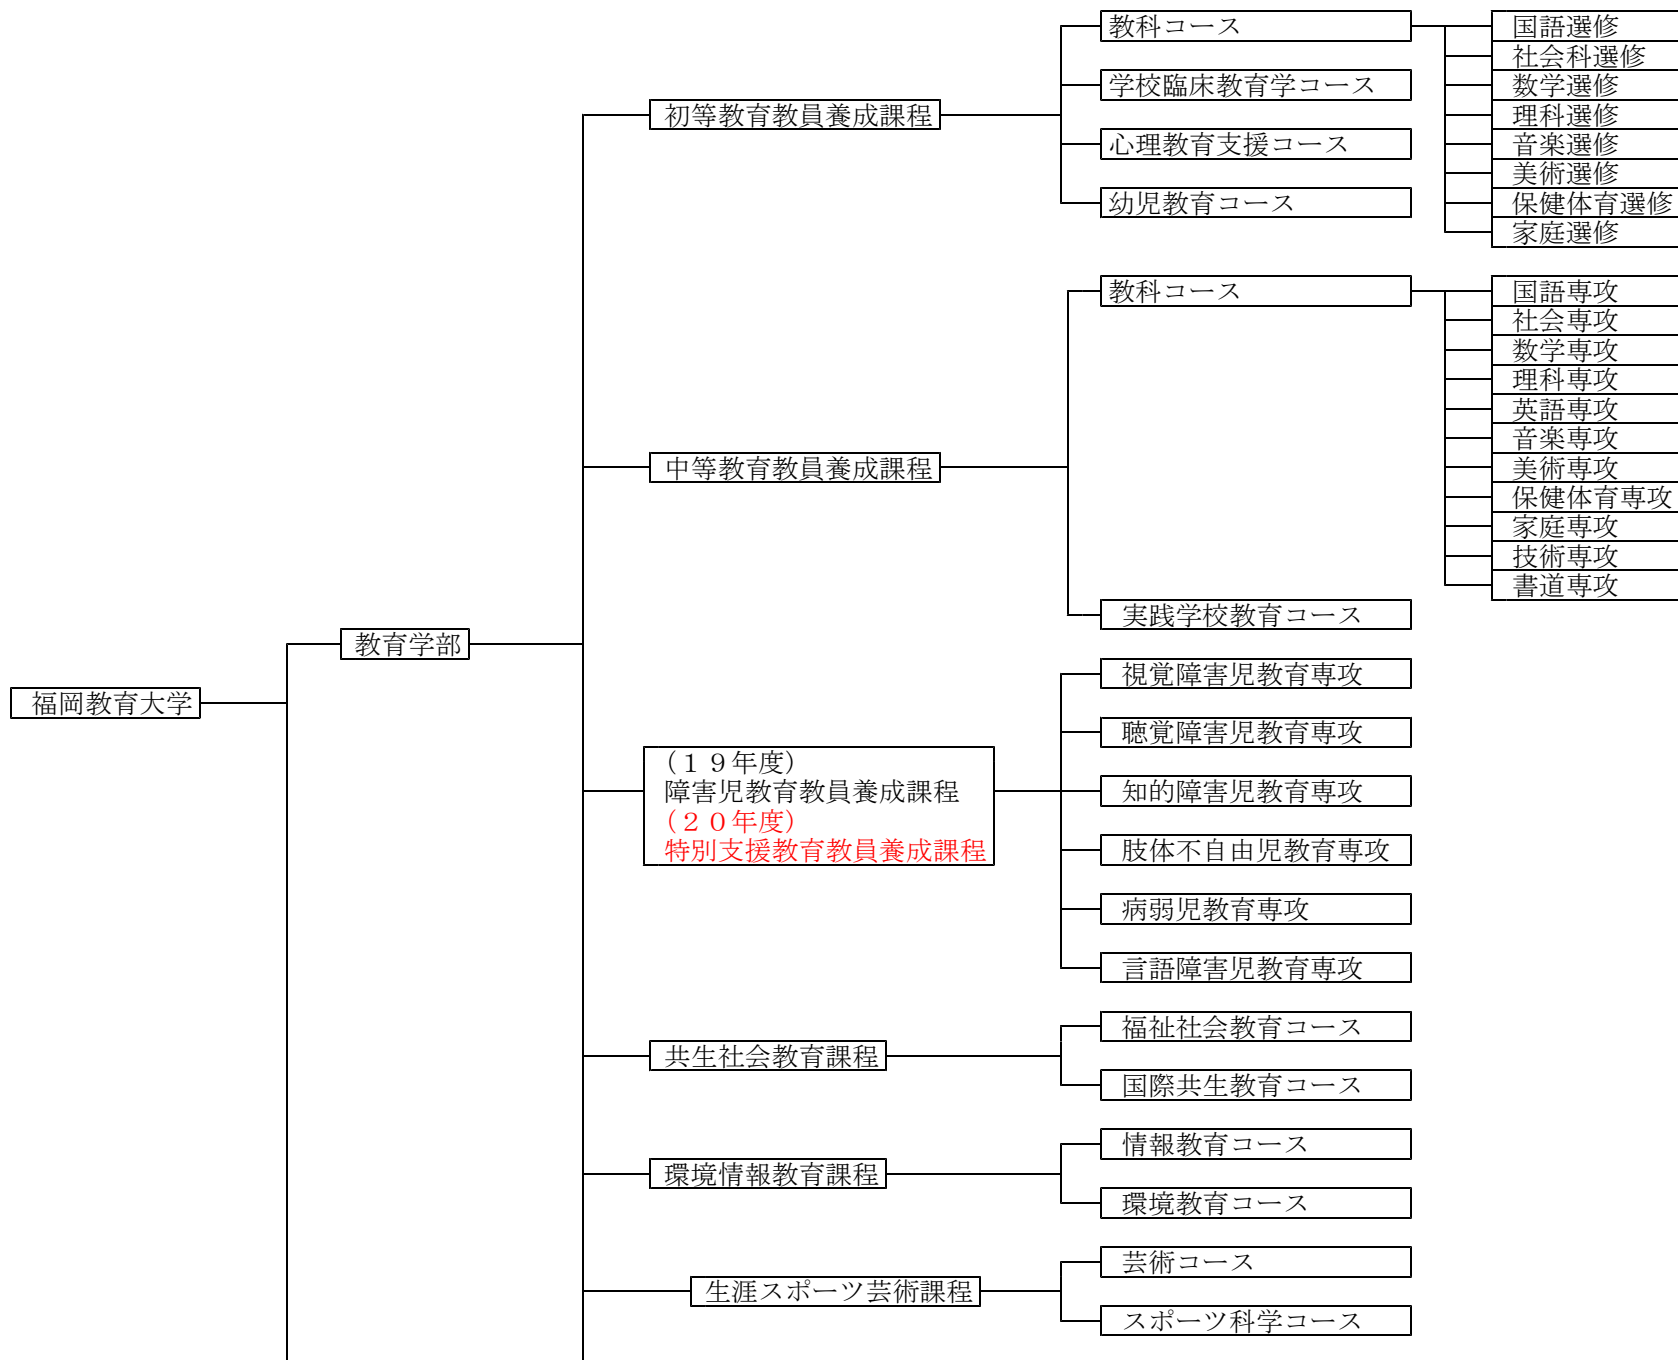 福岡教育大学
教育学部
初等教育教員養成課程
教科コース
国語選修
社会科選修
数学選修
理科選修
音楽選修
美術選修
保健体育選修
家庭選修
学校臨床教育学コース
心理教育支援コース
幼児教育コース
中等教育教員養成課程
教科コース
国語専攻
社会専攻
数学専攻
理科専攻
英語専攻
音楽専攻
美術専攻
保健体育専攻
家庭専攻
技術専攻
書道専攻
実践学校教育コース
(19年度)
障害児教育教員養成課程
(20年度)
特別支援教育教員養成課程
視覚障害児教育専攻
聴覚障害児教育専攻
知的障害児教育専攻
肢体不自由児教育専攻
病弱児教育専攻
言語障害児教育専攻
共生社会教育課程
福祉社会教育コース
国際共生教育コース
環境情報教育課程
情報教育コース
環境教育コース
生涯スポーツ芸術課程
芸術コース
スポーツ科学コース